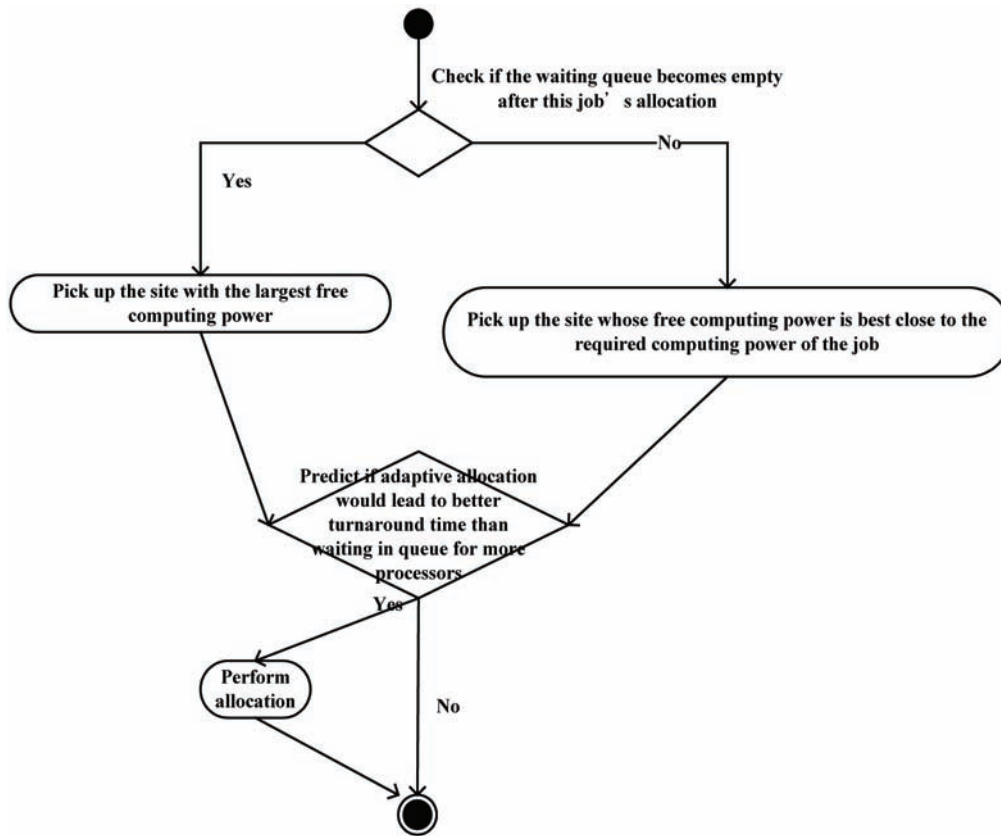 Check if the waiting queue becomes empty
after this job’ s allocation
No
Yes
Pick up the site with the largest free
computing power
Pick up the site whose free computing power is best close to the
required computing power of the job
Predict if adaptive allocation
would lead to better
turnaround time than
waiting in queue for more
processors
Yes
Perform
allocation
No